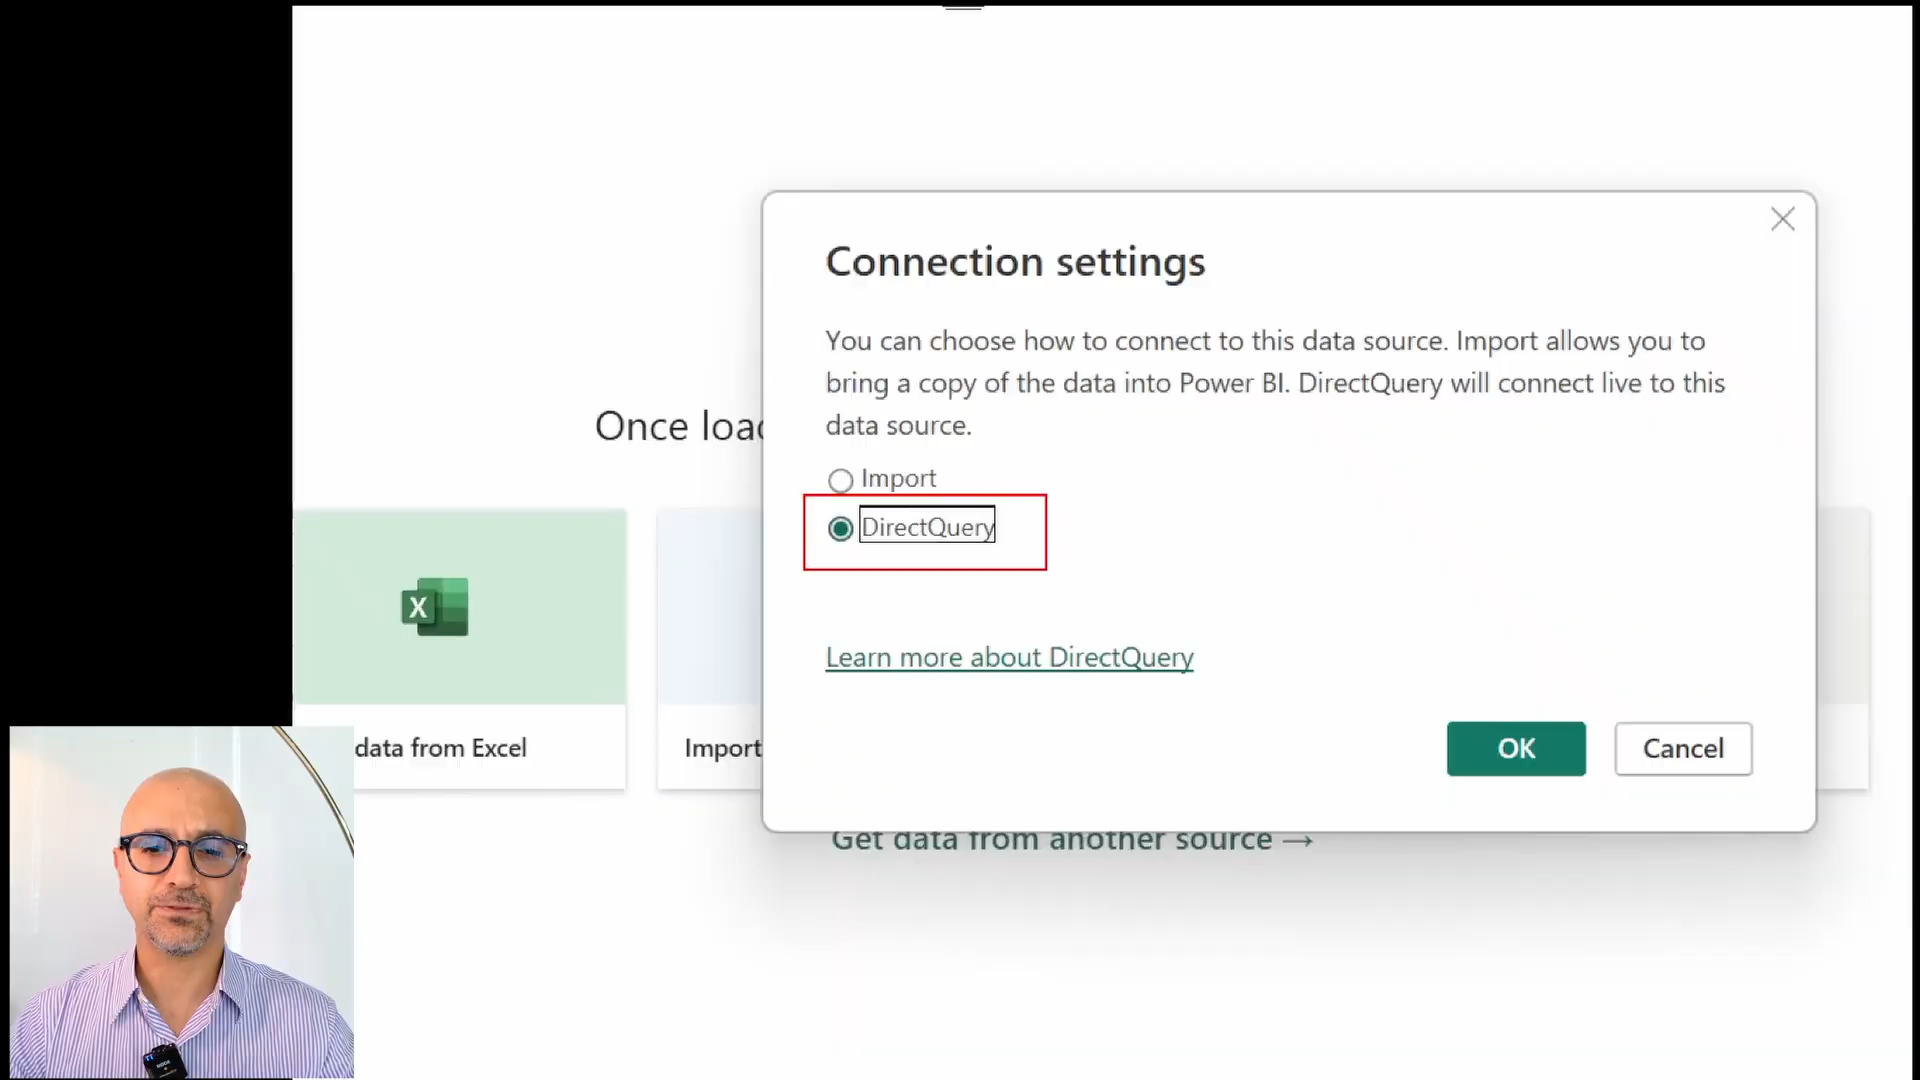 Connection settings
You can choose how to connect to this data source. Import allows you to
bring a copy of the data into Power BI. DirectQuery will connect live to this
data source.
Import
DirectQuery
Learn more about DirectQuery
OK
Cancel
Once load
X
data from Excel
Import
Get data from another source →